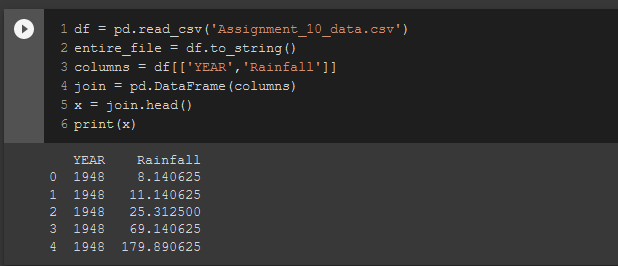 1 df = pd.read_csv('Assignment_10_data.csv')
2 entire_file = df.to_string()
3 columns = df[['YEAR','Rainfall']]
4 join = pd.DataFrame(columns)
5 x = join.head()
6 print(x)
YEAR Rainfall
0 1948 8.140625
1 1948 11.140625
2 1948 25.312500
3 1948 69.140625
4 1948 179.890625